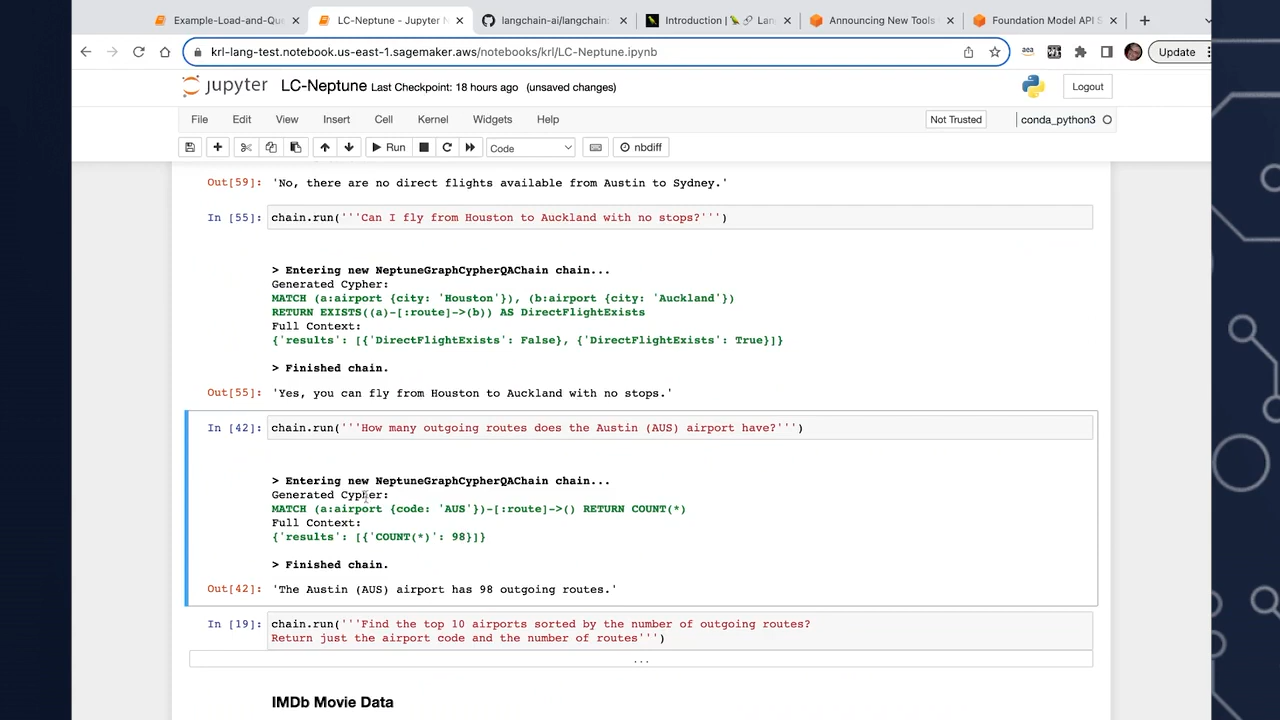 Example-Load-and-Qu
LC-Neptune - Jupyter N
langchain-ai/langchain:
Introduction | 🦜️🔗 Lan
Announcing New Tools
Foundation Model API S
krl-lang-test.notebook.us-east-1.sagemaker.aws/notebooks/krl/LC-Neptune.ipynb
aea
Update
jupyter LC-Neptune Last Checkpoint: 18 hours ago (unsaved changes)
Logout
File Edit View Insert Cell Kernel Widgets Help
Not Trusted
conda_python3
Run
Code
nbdiff
Out[59]: 'No, there are no direct flights available from Austin to Sydney.'
In [55]: chain.run('''Can I fly from Houston to Auckland with no stops?''')
> Entering new NeptuneGraphCypherQAChain chain...
Generated Cypher:
MATCH (a:airport {city: 'Houston'}), (b:airport {city: 'Auckland'})
RETURN EXISTS((a)-[:route]->(b)) AS DirectFlightExists
Full Context:
{'results': [{'DirectFlightExists': False}, {'DirectFlightExists': True}]}
> Finished chain.
Out[55]: 'Yes, you can fly from Houston to Auckland with no stops.'
In [42]: chain.run('''How many outgoing routes does the Austin (AUS) airport have?''')
> Entering new NeptuneGraphCypherQAChain chain...
Generated Cypher:
MATCH (a:airport {code: 'AUS'})-[:route]->() RETURN COUNT(*)
Full Context:
{'results': [{'COUNT(*)': 98}]}
> Finished chain.
Out[42]: 'The Austin (AUS) airport has 98 outgoing routes.'
In [19]: chain.run('''Find the top 10 airports sorted by the number of outgoing routes?
Return just the airport code and the number of routes''')
...
IMDb Movie Data